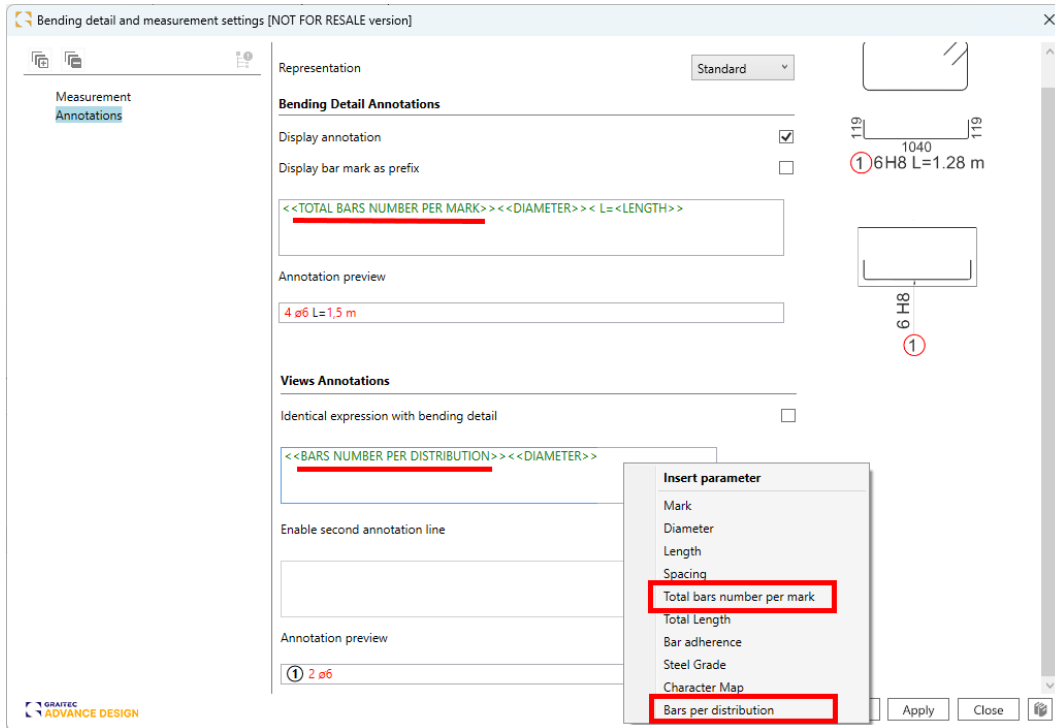 Bending detail and measurement settings [NOT FOR RESALE version]
Measurement
Annotations
Representation
Standard
Bending Detail Annotations
Display annotation
Display bar mark as prefix
<<TOTAL BARS NUMBER PER MARK>><<DIAMETER>>< L=<LENGTH>>
Annotation preview
4 ø6 L=1,5 m
Views Annotations
Identical expression with bending detail
<<BARS NUMBER PER DISTRIBUTION>><<DIAMETER>>
Enable second annotation line
Annotation preview
1 2 ø6
Insert parameter
Mark
Diameter
Length
Spacing
Total bars number per mark
Total Length
Bar adherence
Steel Grade
Character Map
Bars per distribution
119
119
1040
1 6H8 L=1.28 m
6 H8
1
GRAITEC
ADVANCE DESIGN
Apply
Close